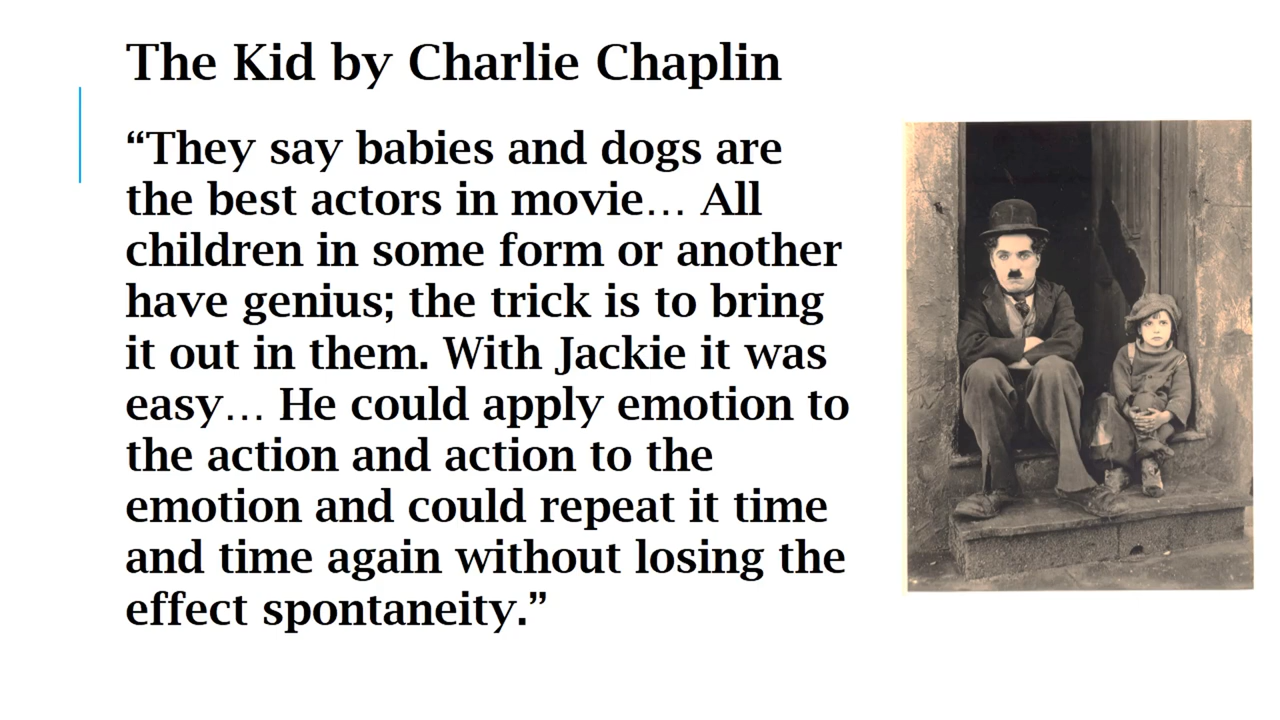 The Kid by Charlie Chaplin
“They say babies and dogs are
the best actors in movie… All
children in some form or another
have genius; the trick is to bring
it out in them. With Jackie it was
easy… He could apply emotion to
the action and action to the
emotion and could repeat it time
and time again without losing the
effect spontaneity.”